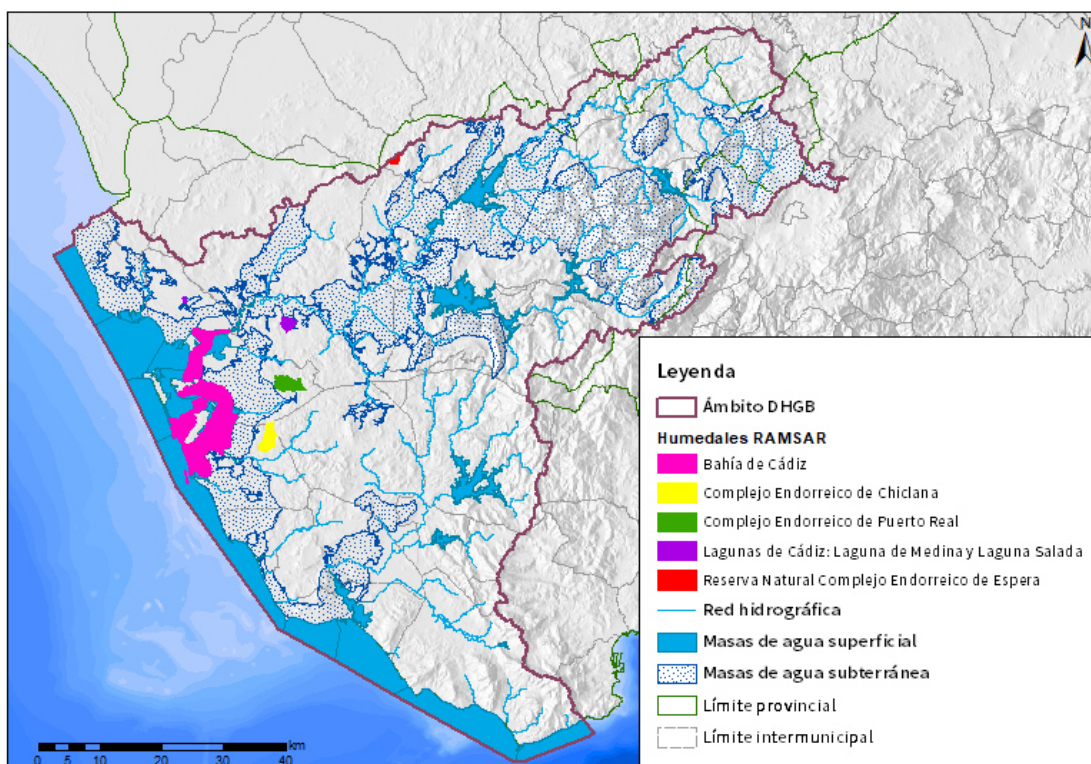 N
Leyenda
Ámbito DHGB
Humedales RAMSAR
Bahía de Cádiz
Complejo Endorreico de Chiclana
Complejo Endorreico de Puerto Real
Lagunas de Cádiz: Laguna de Medina y Laguna Salada
Reserva Natural Complejo Endorreico de Espera
Red hidrográfica
Masas de agua superficial
Masas de agua subterránea
Límite provincial
Límite intermunicipal
km
0 5 10 20 30 40